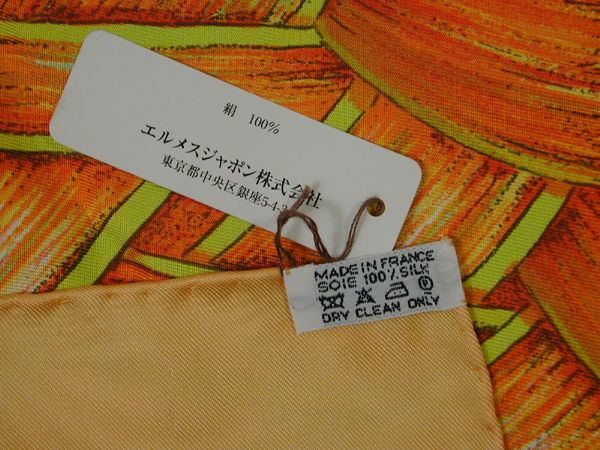 絹 100%
エルメスジャポン株式会社
東京都中央区銀座5-4-
MADE IN FRANCE
SOIE 100% SILK
DRY CLEAN ONLY